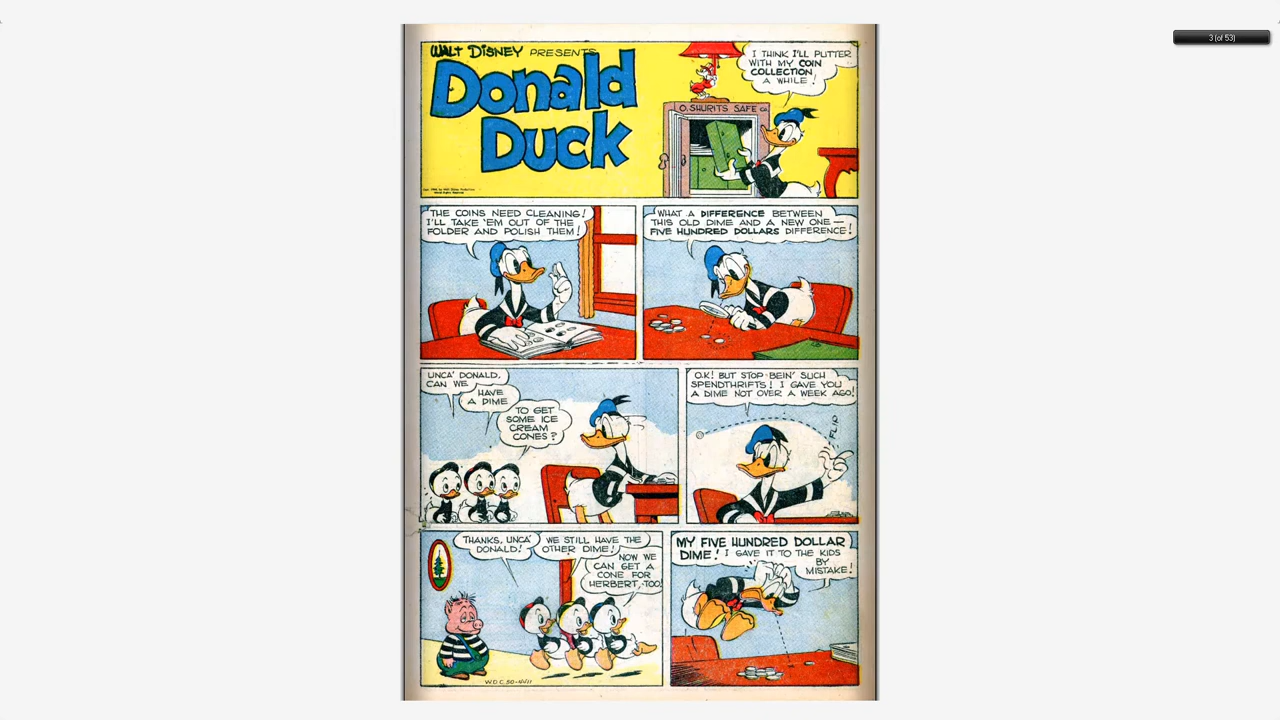 3 (of 53)
WALT DISNEY PRESENTS
Donald
Duck
I THINK I'LL PUTTER
WITH MY COIN
COLLECTION
A WHILE!
O. SHURITS SAFE Co.
THE COINS NEED CLEANING!
I'LL TAKE 'EM OUT OF THE
FOLDER AND POLISH THEM!
WHAT A DIFFERENCE BETWEEN
THIS OLD DIME AND A NEW ONE—
FIVE HUNDRED DOLLARS DIFFERENCE!
UNCA' DONALD,
CAN WE
HAVE
A DIME
TO GET
SOME ICE
CREAM
CONES?
O.K! BUT STOP BEIN' SUCH
SPENDTHRIFTS! I GAVE YOU
A DIME NOT OVER A WEEK AGO!
FLIP
THANKS, UNCA'
DONALD!
WE STILL HAVE THE
OTHER DIME!
NOW WE
CAN GET A
CONE FOR
HERBERT, TOO!
W.D.C. 50-4411
MY FIVE HUNDRED DOLLAR
DIME! I GAVE IT TO THE KIDS
BY
MISTAKE!